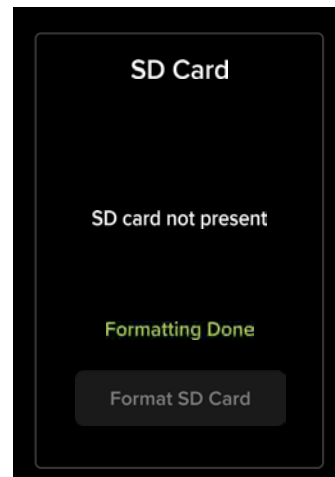 SD Card
SD card not present
Formatting Done
Format SD Card